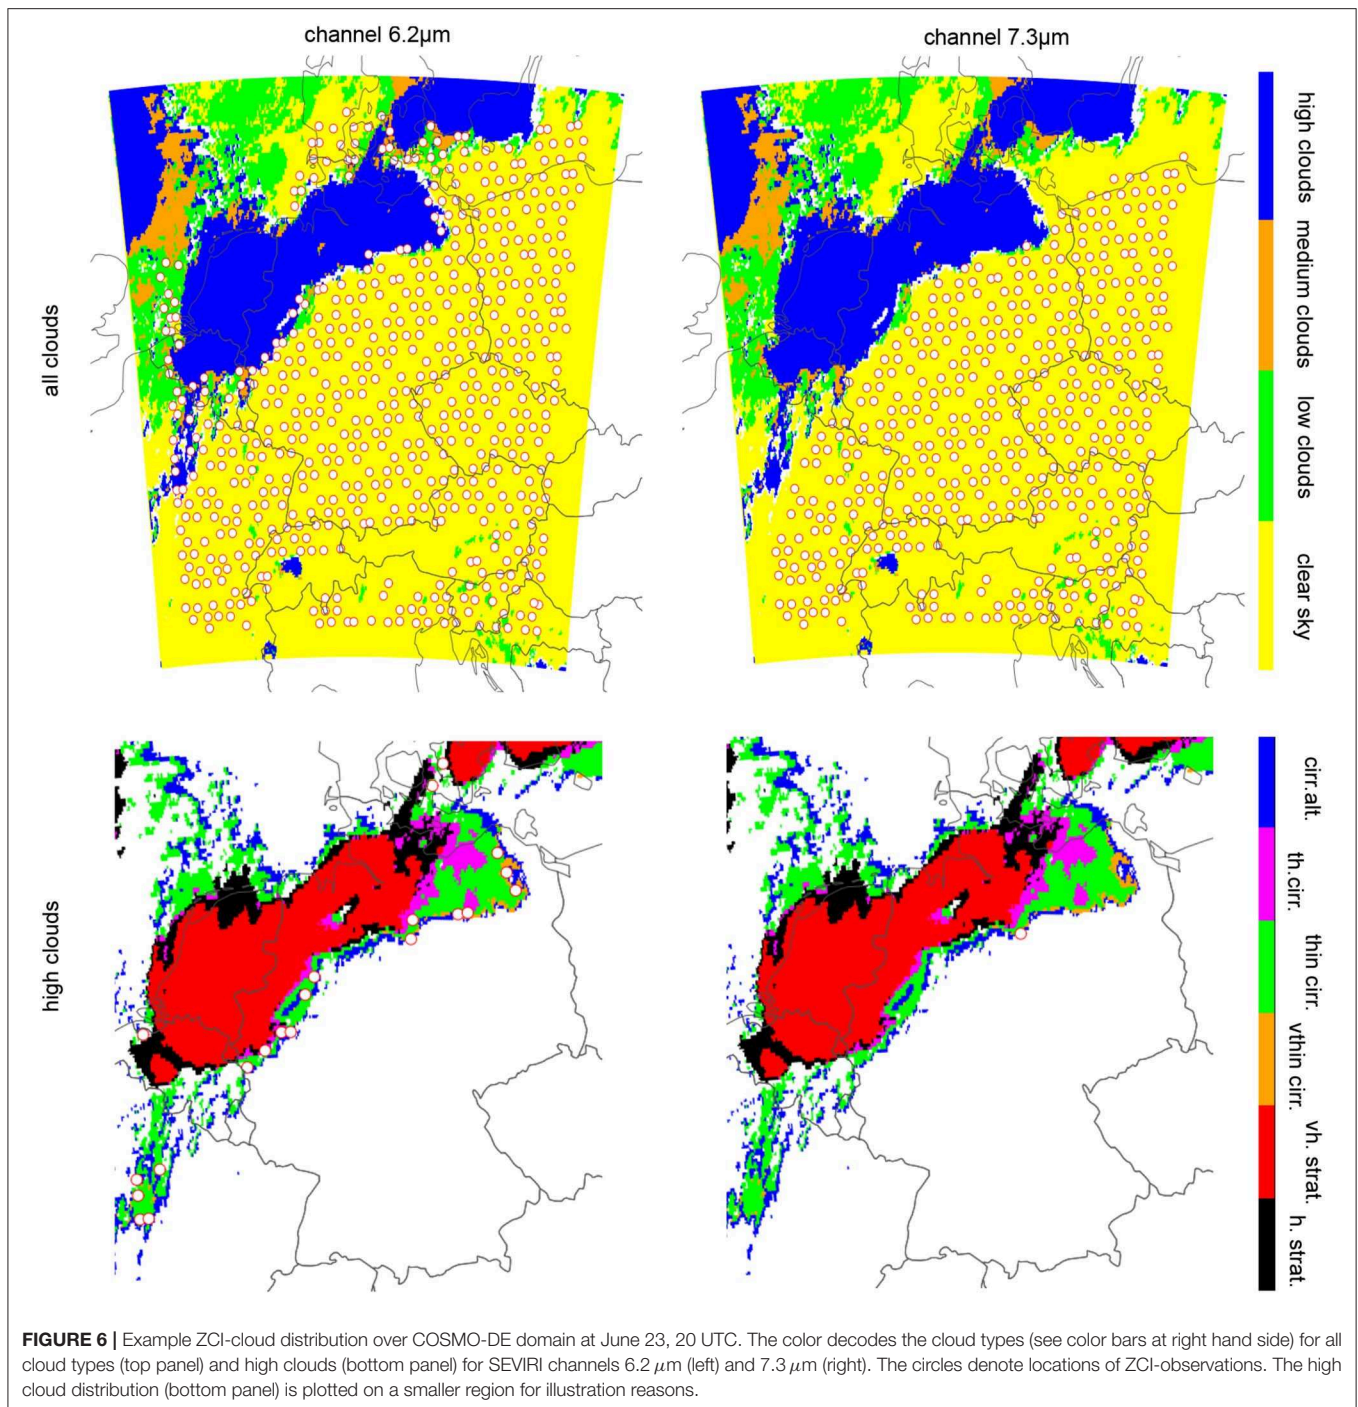 channel 6.2µm
channel 7.3µm
all clouds
high clouds
medium clouds
low clouds
clear sky
high clouds
cirr.alt.
th.cirr.
thin cirr.
vthin cirr.
vh. strat.
h. strat.
FIGURE 6 | Example ZCI-cloud distribution over COSMO-DE domain at June 23, 20 UTC. The color decodes the cloud types (see color bars at right hand side) for all
cloud types (top panel) and high clouds (bottom panel) for SEVIRI channels 6.2 µm (left) and 7.3 µm (right). The circles denote locations of ZCI-observations. The high
cloud distribution (bottom panel) is plotted on a smaller region for illustration reasons.